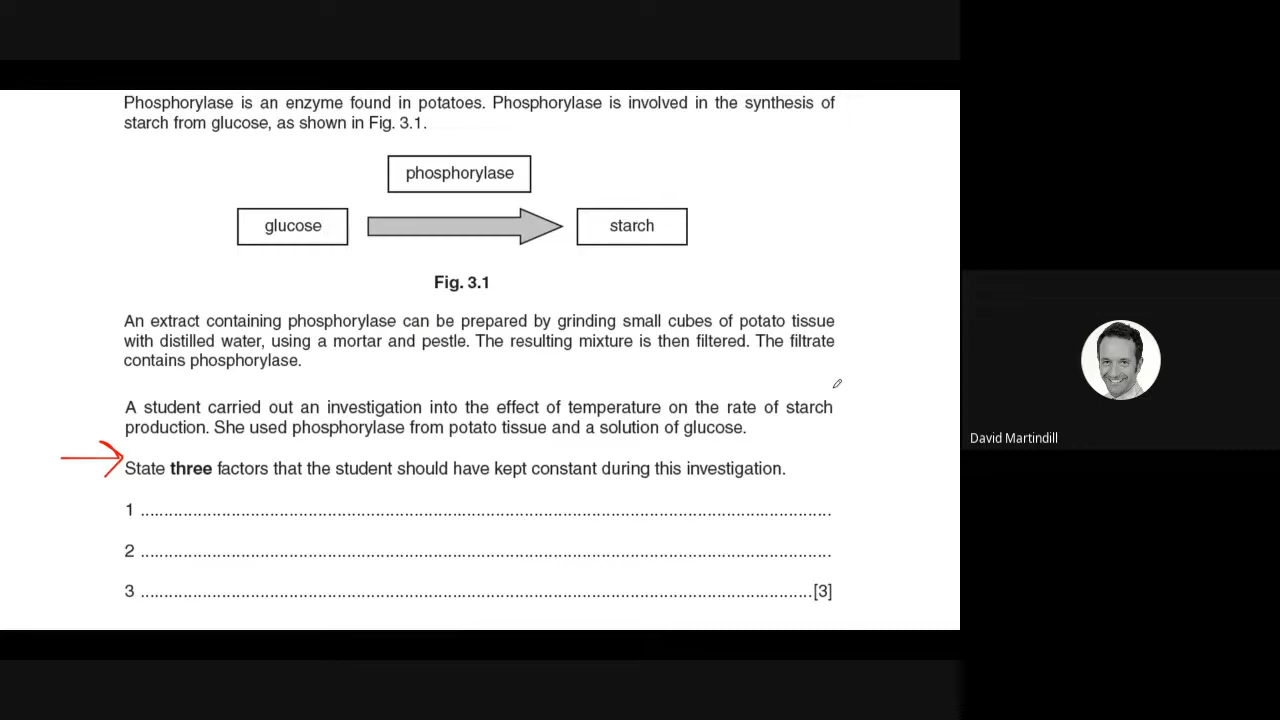 Phosphorylase is an enzyme found in potatoes. Phosphorylase is involved in the synthesis of
starch from glucose, as shown in Fig. 3.1.
phosphorylase
glucose
starch
Fig. 3.1
An extract containing phosphorylase can be prepared by grinding small cubes of potato tissue
with distilled water, using a mortar and pestle. The resulting mixture is then filtered. The filtrate
contains phosphorylase.
A student carried out an investigation into the effect of temperature on the rate of starch
production. She used phosphorylase from potato tissue and a solution of glucose.
State three factors that the student should have kept constant during this investigation.
1 ....................................................................................................
2 ....................................................................................................
3 ....................................................................................................[3]
David Martindill